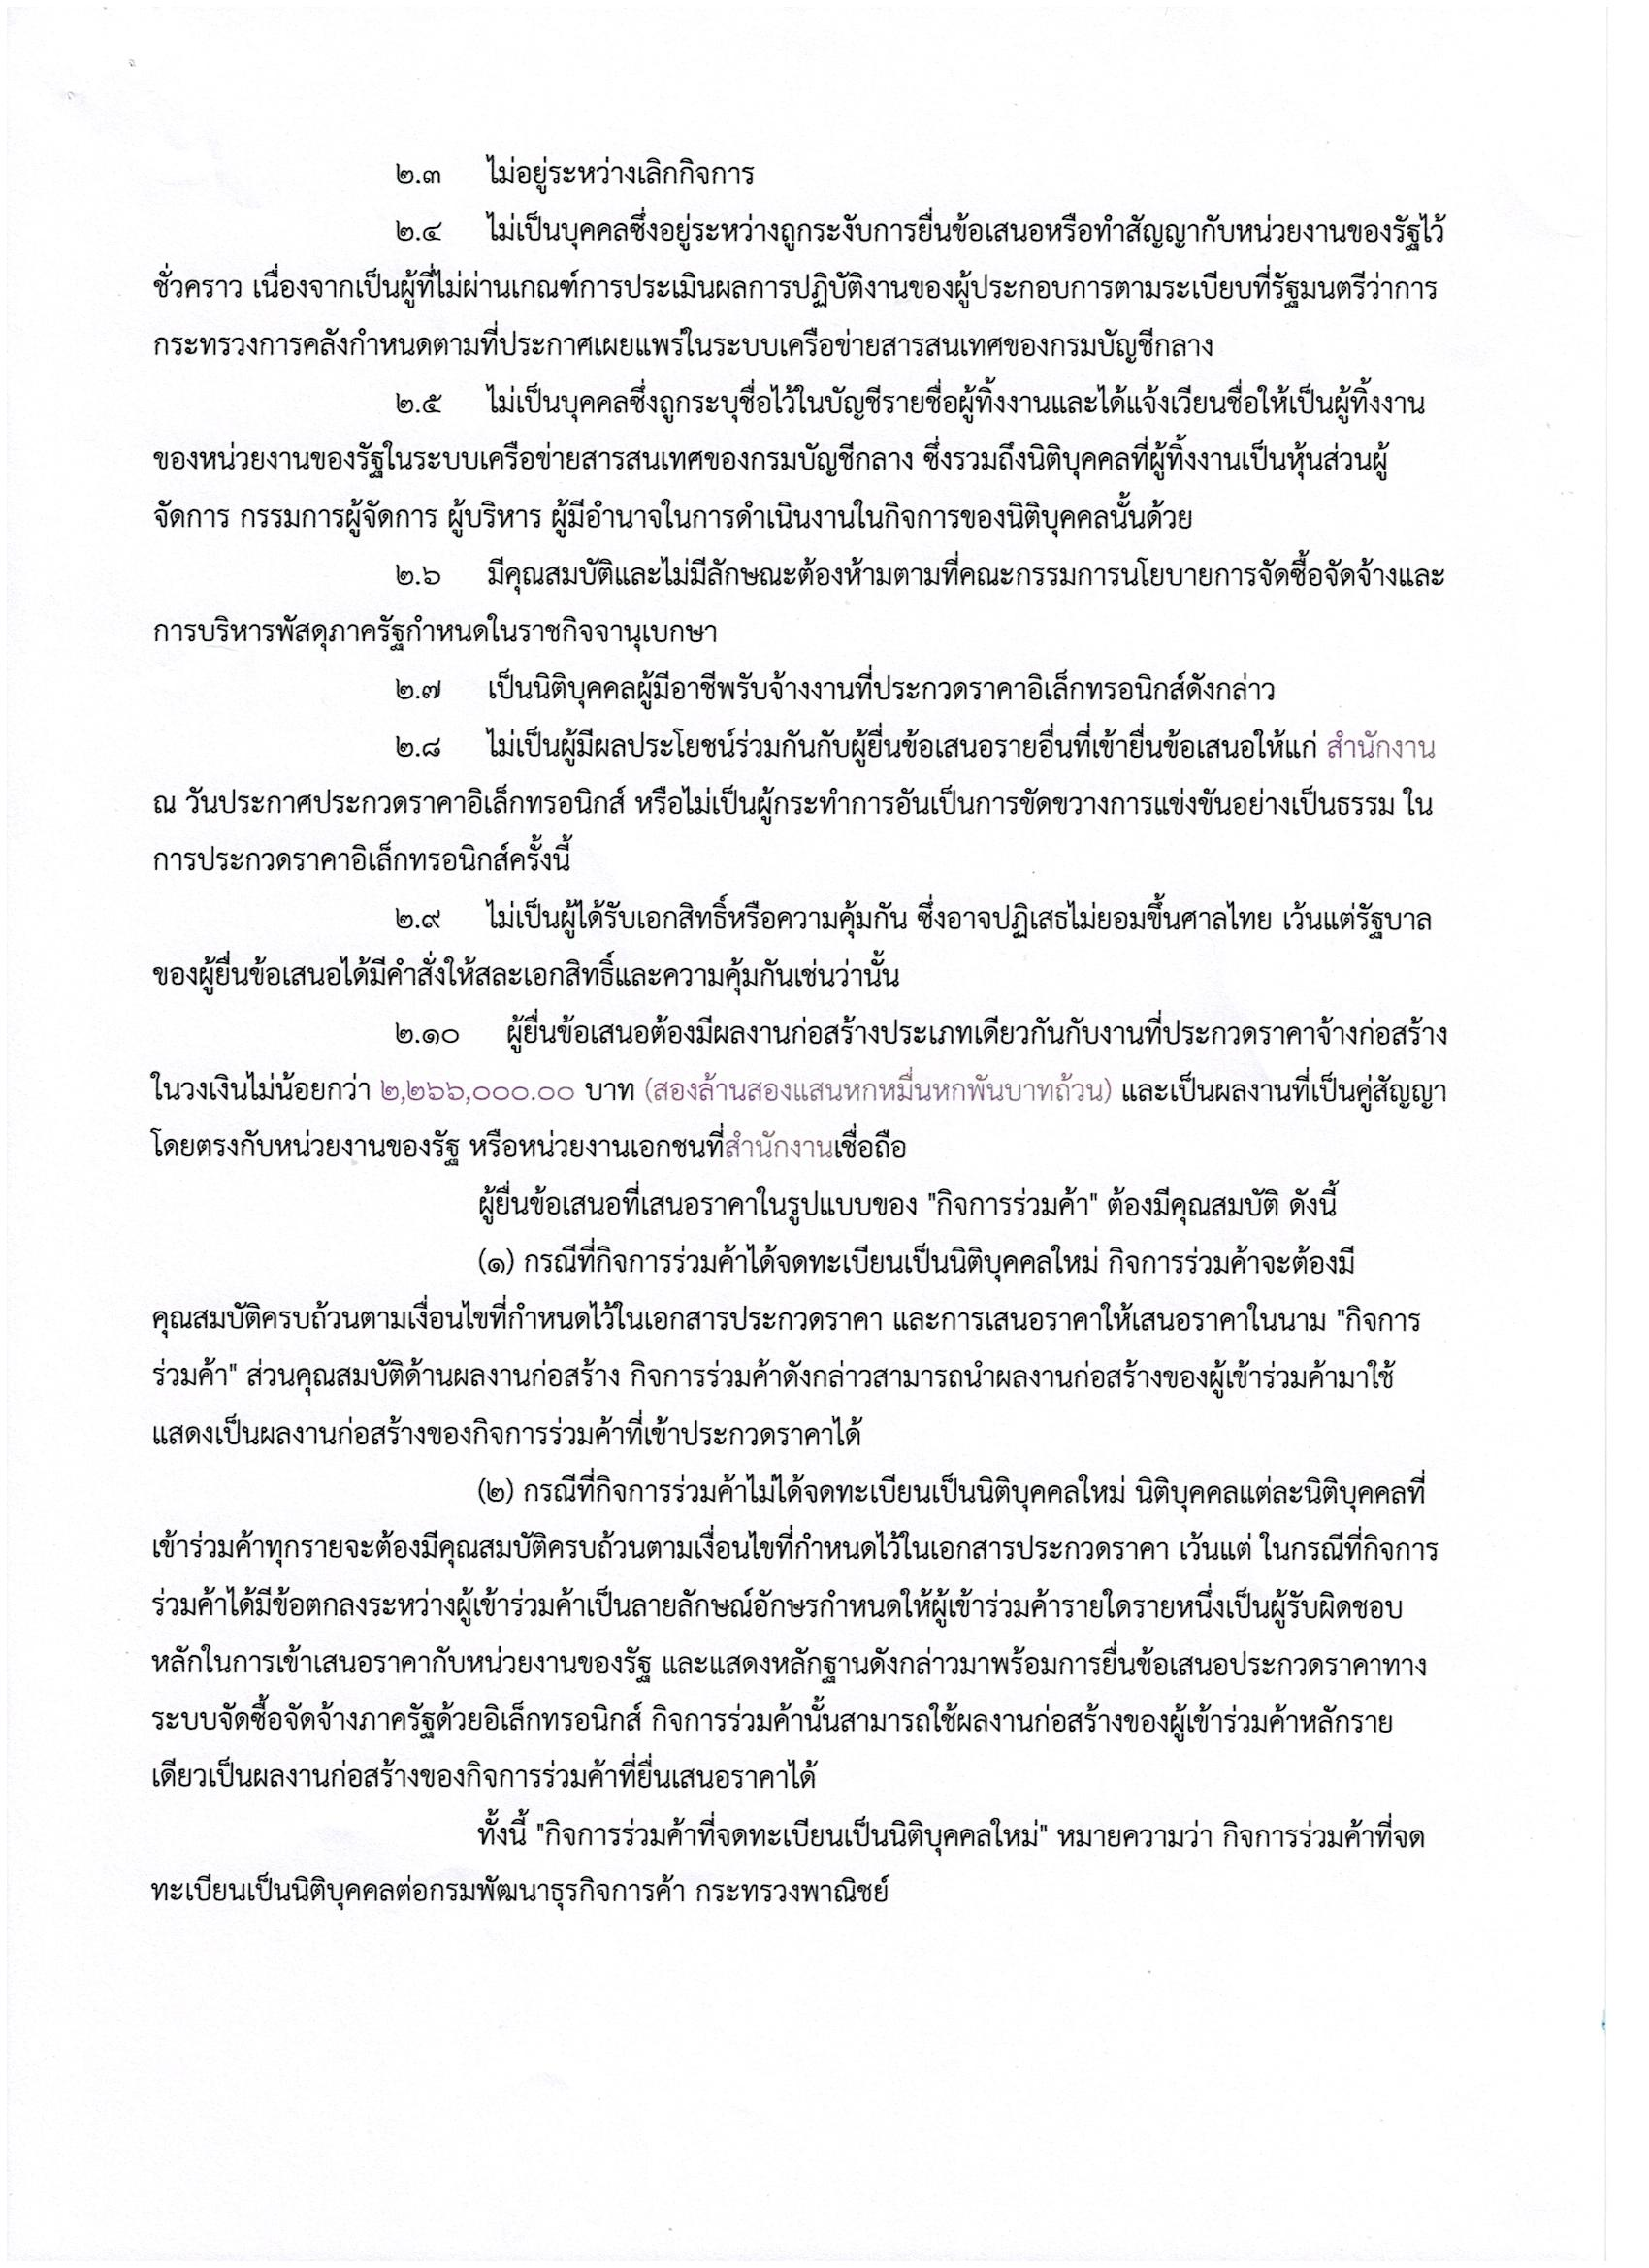 ๒.๓ ไม่อยู่ระหว่างเลิกกิจการ
๒.๔ ไม่เป็นบุคคลซึ่งอยู่ระหว่างถูกระงับการยื่นข้อเสนอหรือทำสัญญากับหน่วยงานของรัฐไว้
ชั่วคราว เนื่องจากเป็นผู้ที่ไม่ผ่านเกณฑ์การประเมินผลการปฏิบัติงานของผู้ประกอบการตามระเบียบที่รัฐมนตรีว่าการ
กระทรวงการคลังกำหนดตามที่ประกาศเผยแพร่ในระบบเครือข่ายสารสนเทศของกรมบัญชีกลาง
๒.๕ ไม่เป็นบุคคลซึ่งถูกระบุชื่อไว้ในบัญชีรายชื่อผู้ทิ้งงานและได้แจ้งเวียนชื่อให้เป็นผู้ทิ้งงาน
ของหน่วยงานของรัฐในระบบเครือข่ายสารสนเทศของกรมบัญชีกลาง ซึ่งรวมถึงนิติบุคคลที่ผู้ทิ้งงานเป็นหุ้นส่วนผู้
จัดการ กรรมการผู้จัดการ ผู้บริหาร ผู้มีอำนาจในการดำเนินงานในกิจการของนิติบุคคลนั้นด้วย
๒.๖ มีคุณสมบัติและไม่มีลักษณะต้องห้ามตามที่คณะกรรมการนโยบายการจัดซื้อจัดจ้างและ
การบริหารพัสดุภาครัฐกำหนดในราชกิจจานุเบกษา
๒.๗ เป็นนิติบุคคลผู้มีอาชีพรับจ้างงานที่ประกวดราคาอิเล็กทรอนิกส์ดังกล่าว
๒.๘ ไม่เป็นผู้มีผลประโยชน์ร่วมกันกับผู้ยื่นข้อเสนอรายอื่นที่เข้ายื่นข้อเสนอให้แก่ สำนักงาน
ณ วันประกาศประกวดราคาอิเล็กทรอนิกส์ หรือไม่เป็นผู้กระทำการอันเป็นการขัดขวางการแข่งขันอย่างเป็นธรรม ใน
การประกวดราคาอิเล็กทรอนิกส์ครั้งนี้
๒.๙ ไม่เป็นผู้ได้รับเอกสิทธิ์หรือความคุ้มกัน ซึ่งอาจปฏิเสธไม่ยอมขึ้นศาลไทย เว้นแต่รัฐบาล
ของผู้ยื่นข้อเสนอได้มีคำสั่งให้สละเอกสิทธิ์และความคุ้มกันเช่นว่านั้น
๒.๑๐ ผู้ยื่นข้อเสนอต้องมีผลงานก่อสร้างประเภทเดียวกันกับงานที่ประกวดราคาจ้างก่อสร้าง
ในวงเงินไม่น้อยกว่า ๒,๒๖๖,๐๐๐.๐๐ บาท (สองล้านสองแสนหกหมื่นหกพันบาทถ้วน) และเป็นผลงานที่เป็นคู่สัญญา
โดยตรงกับหน่วยงานของรัฐ หรือหน่วยงานเอกชนที่สำนักงานเชื่อถือ
ผู้ยื่นข้อเสนอที่เสนอราคาในรูปแบบของ "กิจการร่วมค้า" ต้องมีคุณสมบัติ ดังนี้
(๑) กรณีที่กิจการร่วมค้าได้จดทะเบียนเป็นนิติบุคคลใหม่ กิจการร่วมค้าจะต้องมี
คุณสมบัติครบถ้วนตามเงื่อนไขที่กำหนดไว้ในเอกสารประกวดราคา และการเสนอราคาให้เสนอราคาในนาม "กิจการ
ร่วมค้า" ส่วนคุณสมบัติด้านผลงานก่อสร้าง กิจการร่วมค้าดังกล่าวสามารถนำผลงานก่อสร้างของผู้เข้าร่วมค้ามาใช้
แสดงเป็นผลงานก่อสร้างของกิจการร่วมค้าที่เข้าประกวดราคาได้
(๒) กรณีที่กิจการร่วมค้าไม่ได้จดทะเบียนเป็นนิติบุคคลใหม่ นิติบุคคลแต่ละนิติบุคคลที่
เข้าร่วมค้าทุกรายจะต้องมีคุณสมบัติครบถ้วนตามเงื่อนไขที่กำหนดไว้ในเอกสารประกวดราคา เว้นแต่ ในกรณีที่กิจการ
ร่วมค้าได้มีข้อตกลงระหว่างผู้เข้าร่วมค้าเป็นลายลักษณ์อักษรกำหนดให้ผู้เข้าร่วมค้ารายใดรายหนึ่งเป็นผู้รับผิดชอบ
หลักในการเข้าเสนอราคากับหน่วยงานของรัฐ และแสดงหลักฐานดังกล่าวมาพร้อมการยื่นข้อเสนอประกวดราคาทาง
ระบบจัดซื้อจัดจ้างภาครัฐด้วยอิเล็กทรอนิกส์ กิจการร่วมค้านั้นสามารถใช้ผลงานก่อสร้างของผู้เข้าร่วมค้าหลักราย
เดียวเป็นผลงานก่อสร้างของกิจการร่วมค้าที่ยื่นเสนอราคาได้
ทั้งนี้ "กิจการร่วมค้าที่จดทะเบียนเป็นนิติบุคคลใหม่" หมายความว่า กิจการร่วมค้าที่จด
ทะเบียนเป็นนิติบุคคลต่อกรมพัฒนาธุรกิจการค้า กระทรวงพาณิชย์